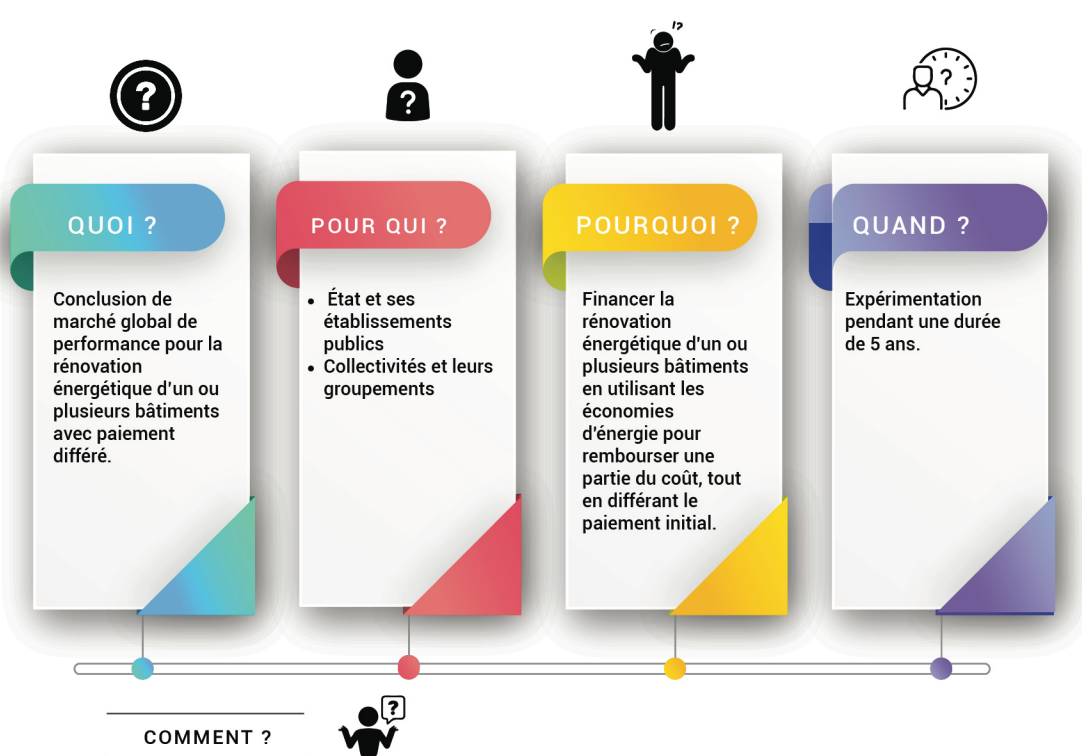 QUOI ?
Conclusion de
marché global de
performance pour la
rénovation
énergétique d'un ou
plusieurs bâtiments
avec paiement
différé.
POUR QUI ?
• État et ses
établissements
publics
• Collectivités et leurs
groupements
POURQUOI ?
Financer la
rénovation
énergétique d'un ou
plusieurs bâtiments
en utilisant les
économies
d'énergie pour
rembourser une
partie du coût, tout
en différant le
paiement initial.
QUAND ?
Expérimentation
pendant une durée
de 5 ans.
COMMENT ?